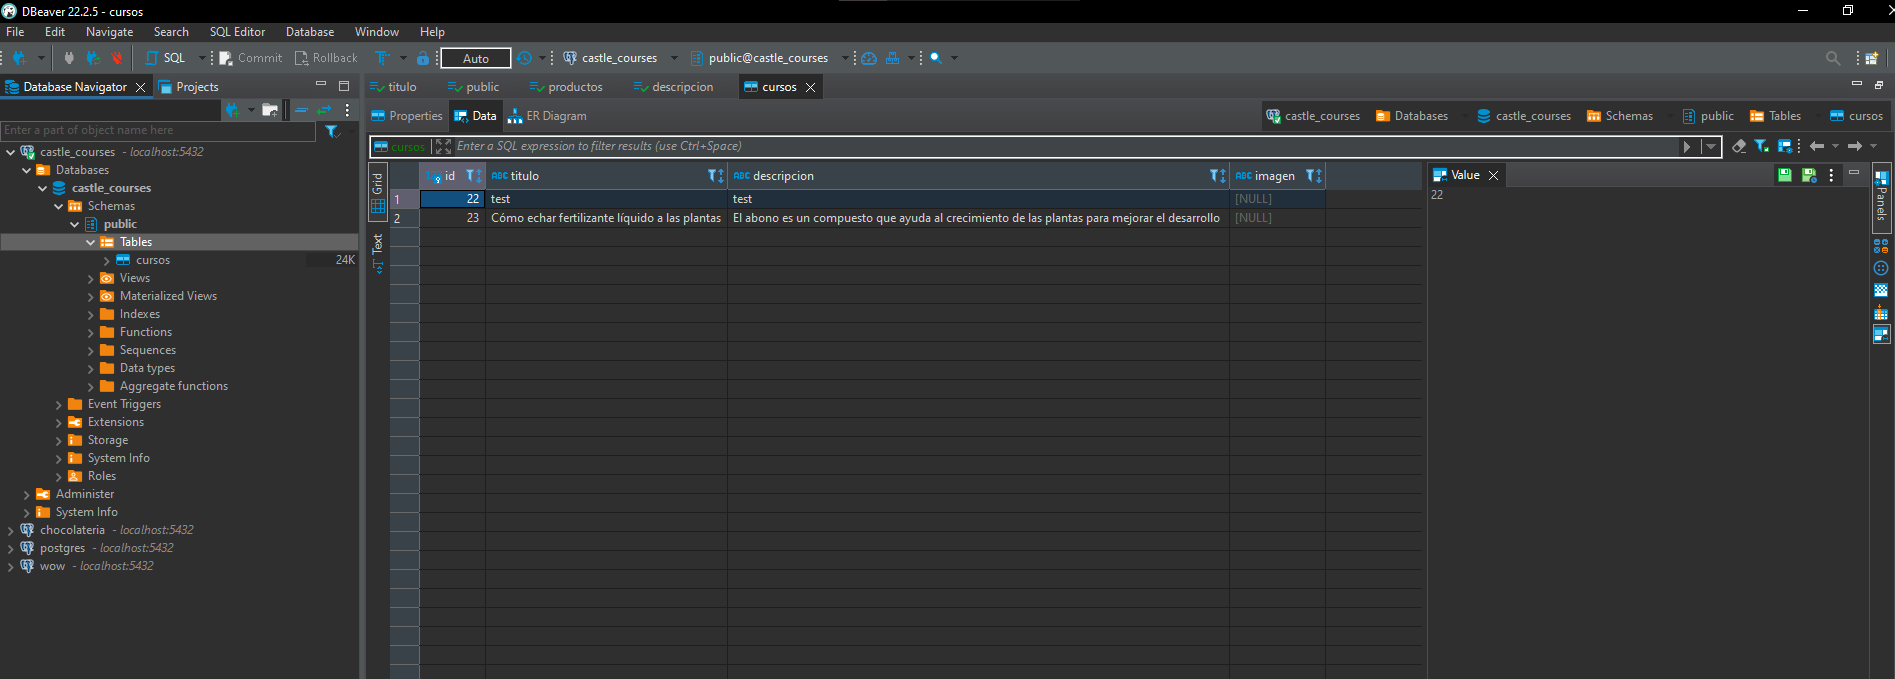 DBeaver 22.2.5 - cursos
File Edit Navigate Search SQL Editor Database Window Help
SQL Commit Rollback Auto castle_courses public@castle_courses
Database Navigator Projects
titulo public productos descripcion cursos
Properties Data ER Diagram
castle_courses Databases castle_courses Schemas public Tables cursos
Enter a part of object name here
cursos Enter a SQL expression to filter results (use Ctrl+Space)
castle_courses - localhost:5432
Databases
castle_courses
Schemas
public
Tables
cursos 24K
Views
Materialized Views
Indexes
Functions
Sequences
Data types
Aggregate functions
Event Triggers
Extensions
Storage
System Info
Roles
Administer
System Info
chocolateria - localhost:5432
postgres - localhost:5432
wow - localhost:5432
Grid
Text
id ABC titulo ABC descripcion ABC imagen
1 22 test test [NULL]
2 23 Cómo echar fertilizante líquido a las plantas El abono es un compuesto que ayuda al crecimiento de las plantas para mejorar el desarrollo [NULL]
Value
22
Panels